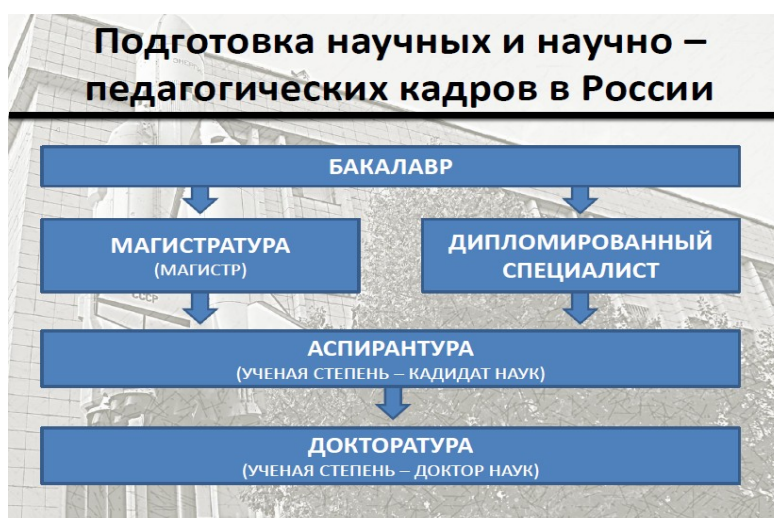 Подготовка научных и научно –
педагогических кадров в России
БАКАЛАВР
МАГИСТРАТУРА
(МАГИСТР)
ДИПЛОМИРОВАННЫЙ
СПЕЦИАЛИСТ
СССР
АСПИРАНТУРА
(УЧЕНАЯ СТЕПЕНЬ – КАДИДАТ НАУК)
ДОКТОРАТУРА
(УЧЕНАЯ СТЕПЕНЬ – ДОКТОР НАУК)